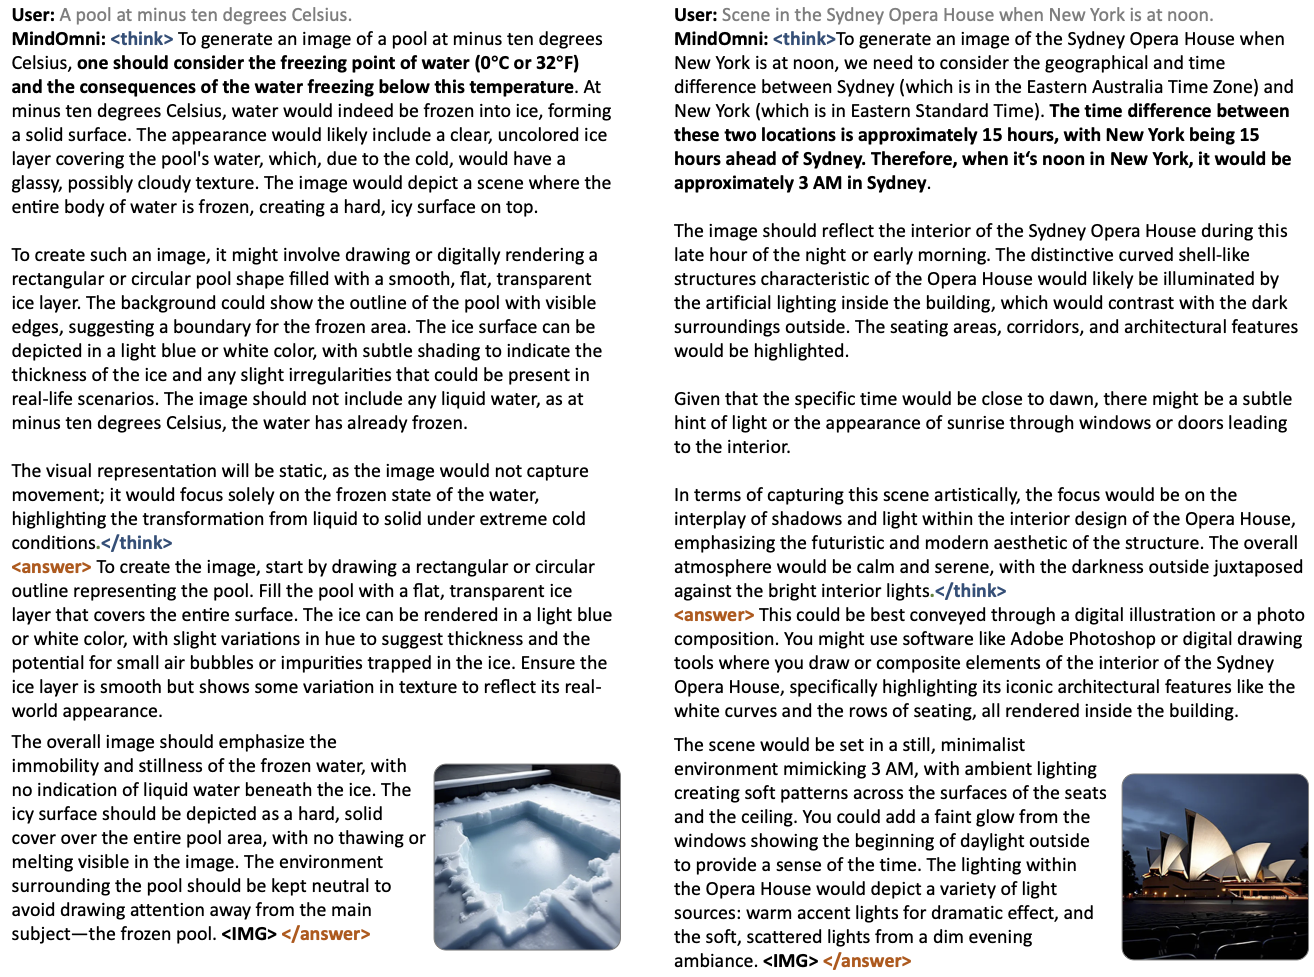 User: A pool at minus ten degrees Celsius.
MindOmni: <think> To generate an image of a pool at minus ten degrees
Celsius, one should consider the freezing point of water (0°C or 32°F)
and the consequences of the water freezing below this temperature. At
minus ten degrees Celsius, water would indeed be frozen into ice, forming
a solid surface. The appearance would likely include a clear, uncolored ice
layer covering the pool's water, which, due to the cold, would have a
glassy, possibly cloudy texture. The image would depict a scene where the
entire body of water is frozen, creating a hard, icy surface on top.
To create such an image, it might involve drawing or digitally rendering a
rectangular or circular pool shape filled with a smooth, flat, transparent
ice layer. The background could show the outline of the pool with visible
edges, suggesting a boundary for the frozen area. The ice surface can be
depicted in a light blue or white color, with subtle shading to indicate the
thickness of the ice and any slight irregularities that could be present in
real-life scenarios. The image should not include any liquid water, as at
minus ten degrees Celsius, the water has already frozen.
The visual representation will be static, as the image would not capture
movement; it would focus solely on the frozen state of the water,
highlighting the transformation from liquid to solid under extreme cold
conditions.</think>
<answer> To create the image, start by drawing a rectangular or circular
outline representing the pool. Fill the pool with a flat, transparent ice
layer that covers the entire surface. The ice can be rendered in a light blue
or white color, with slight variations in hue to suggest thickness and the
potential for small air bubbles or impurities trapped in the ice. Ensure the
ice layer is smooth but shows some variation in texture to reflect its real-
world appearance.
The overall image should emphasize the
immobility and stillness of the frozen water, with
no indication of liquid water beneath the ice. The
icy surface should be depicted as a hard, solid
cover over the entire pool area, with no thawing or
melting visible in the image. The environment
surrounding the pool should be kept neutral to
avoid drawing attention away from the main
subject—the frozen pool. <IMG> </answer>
User: Scene in the Sydney Opera House when New York is at noon.
MindOmni: <think>To generate an image of the Sydney Opera House when
New York is at noon, we need to consider the geographical and time
difference between Sydney (which is in the Eastern Australia Time Zone) and
New York (which is in Eastern Standard Time). The time difference between
these two locations is approximately 15 hours, with New York being 15
hours ahead of Sydney. Therefore, when it‘s noon in New York, it would be
approximately 3 AM in Sydney.
The image should reflect the interior of the Sydney Opera House during this
late hour of the night or early morning. The distinctive curved shell-like
structures characteristic of the Opera House would likely be illuminated by
the artificial lighting inside the building, which would contrast with the dark
surroundings outside. The seating areas, corridors, and architectural features
would be highlighted.
Given that the specific time would be close to dawn, there might be a subtle
hint of light or the appearance of sunrise through windows or doors leading
to the interior.
In terms of capturing this scene artistically, the focus would be on the
interplay of shadows and light within the interior design of the Opera House,
emphasizing the futuristic and modern aesthetic of the structure. The overall
atmosphere would be calm and serene, with the darkness outside juxtaposed
against the bright interior lights.</think>
<answer> This could be best conveyed through a digital illustration or a photo
composition. You might use software like Adobe Photoshop or digital drawing
tools where you draw or composite elements of the interior of the Sydney
Opera House, specifically highlighting its iconic architectural features like the
white curves and the rows of seating, all rendered inside the building.
The scene would be set in a still, minimalist
environment mimicking 3 AM, with ambient lighting
creating soft patterns across the surfaces of the seats
and the ceiling. You could add a faint glow from the
windows showing the beginning of daylight outside
to provide a sense of the time. The lighting within
the Opera House would depict a variety of light
sources: warm accent lights for dramatic effect, and
the soft, scattered lights from a dim evening
ambiance. <IMG> </answer>